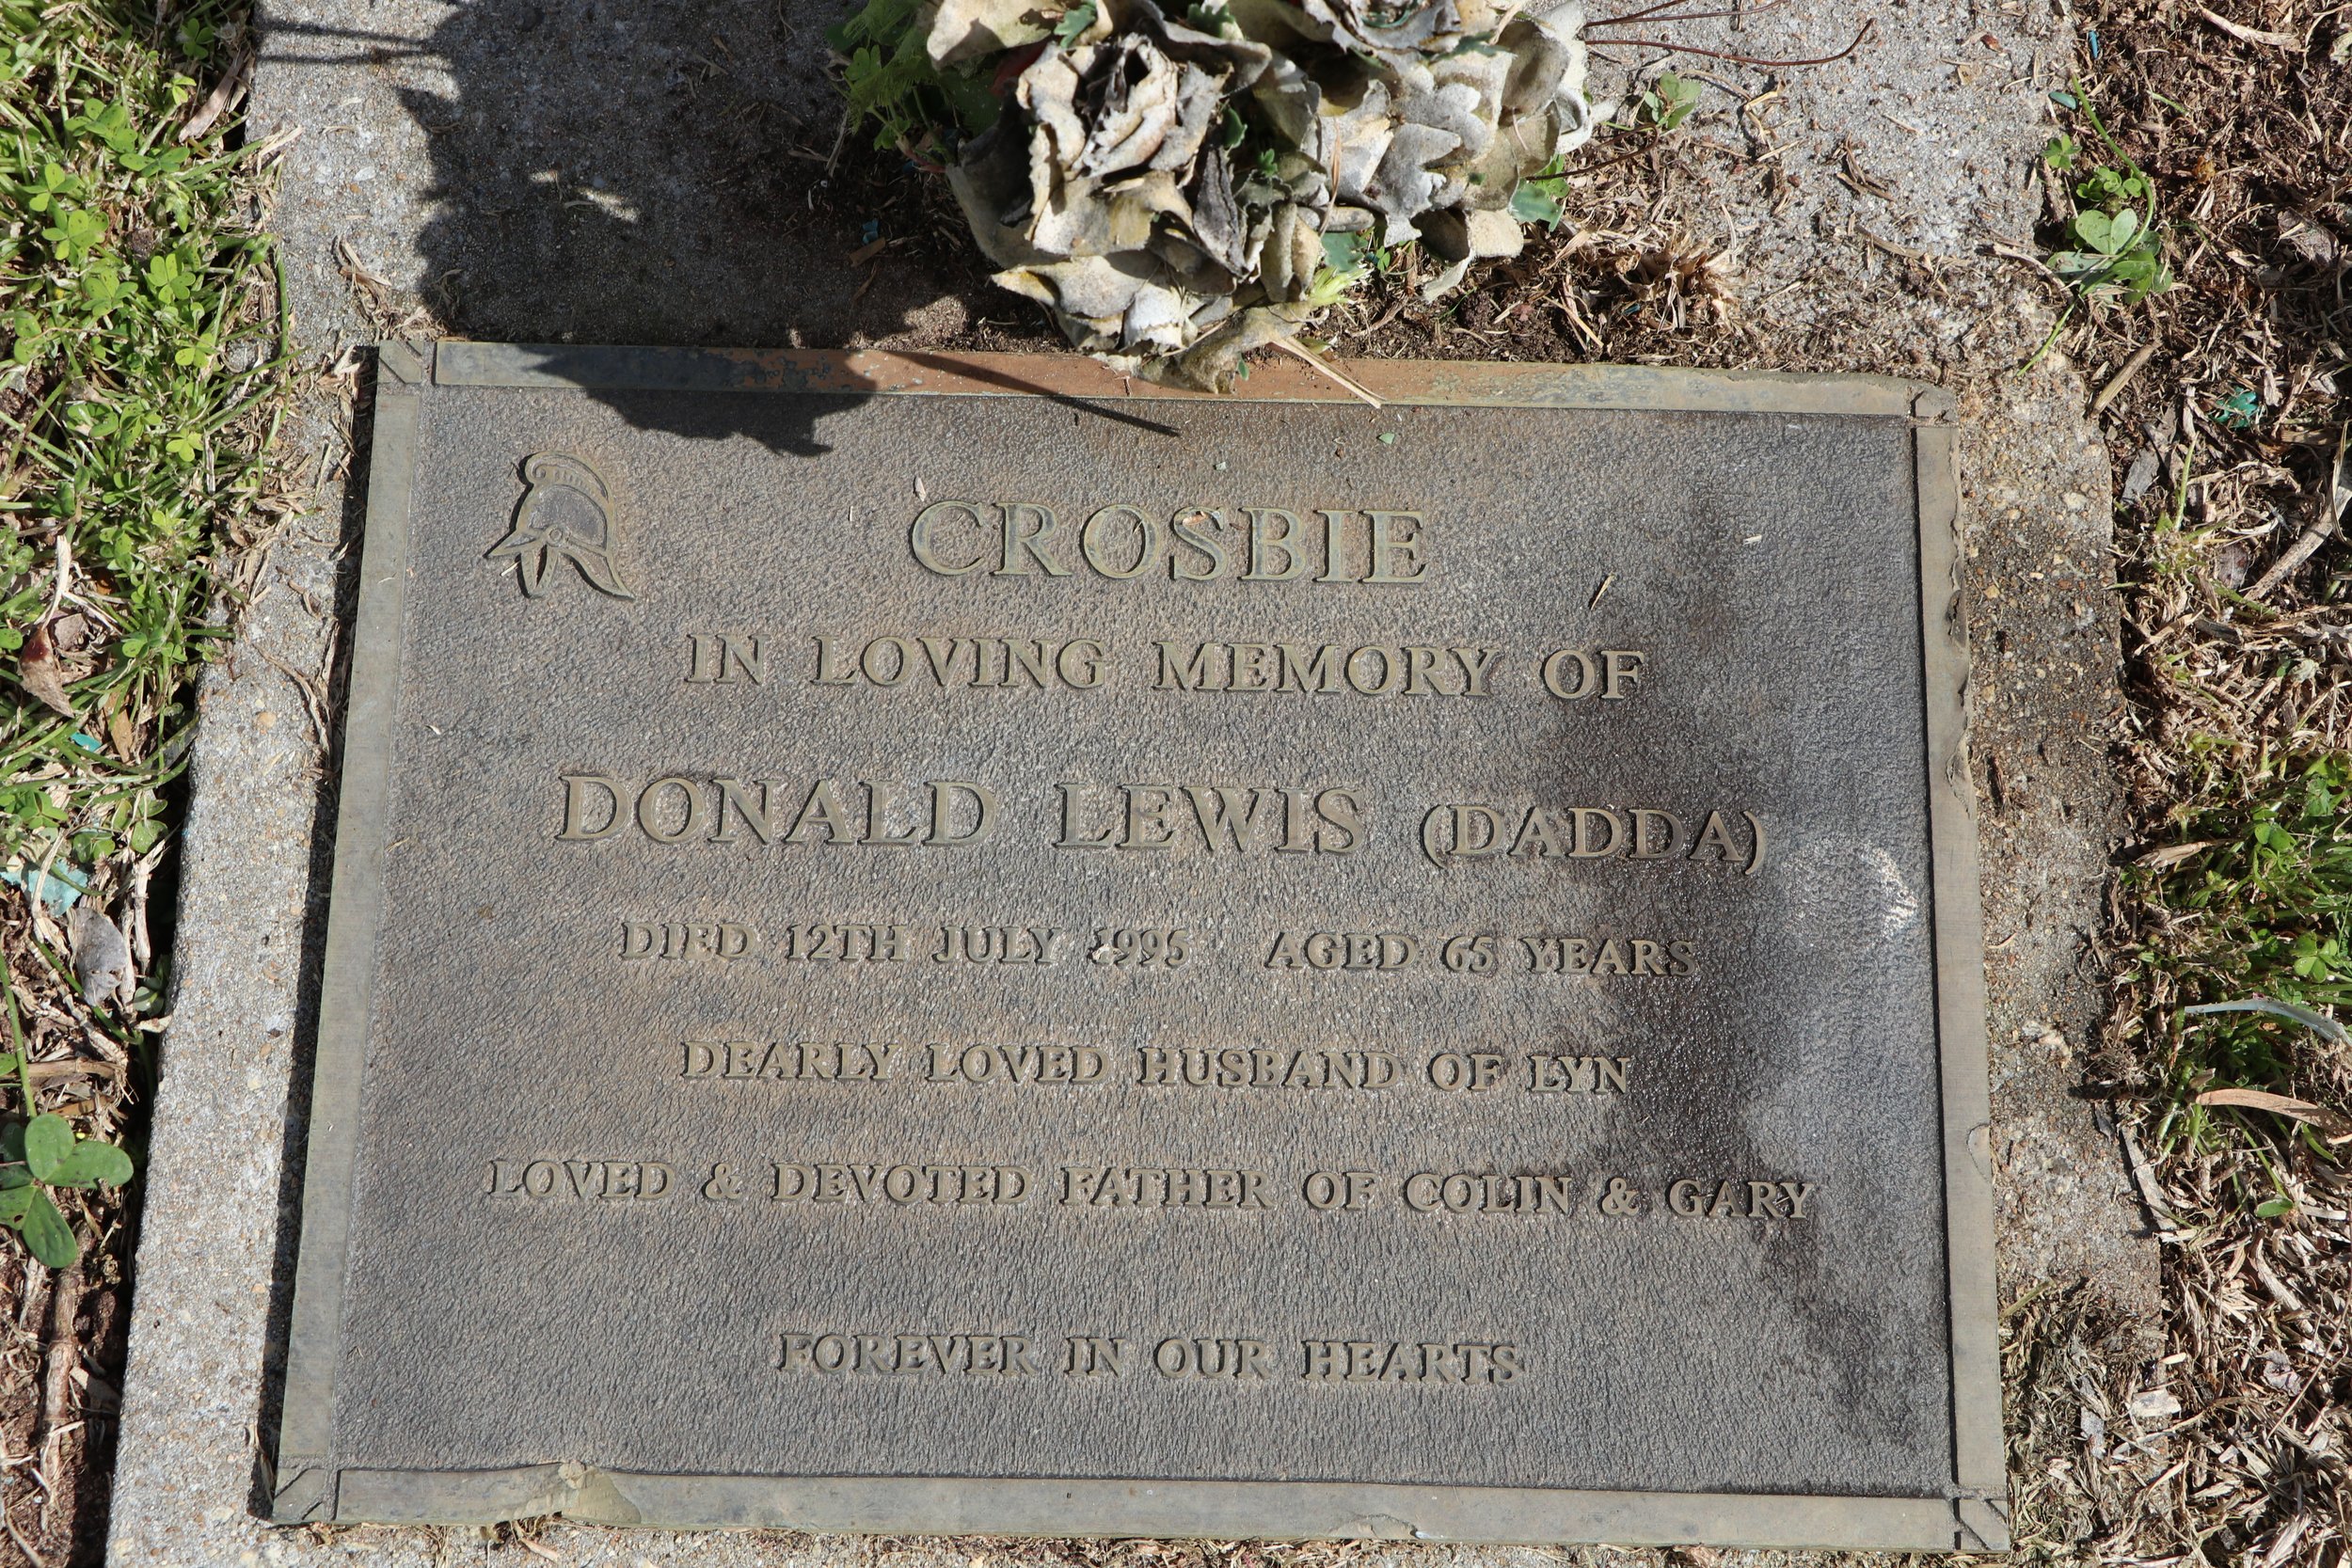 CROSBIE
IN LOVING MEMORY OF
DONALD LEWIS (DADDA)
DIED 12TH JULY 1995 AGED 65 YEARS
DEARLY LOVED HUSBAND OF LYN
LOVED & DEVOTED FATHER OF COLIN & GARY
FOREVER IN OUR HEARTS